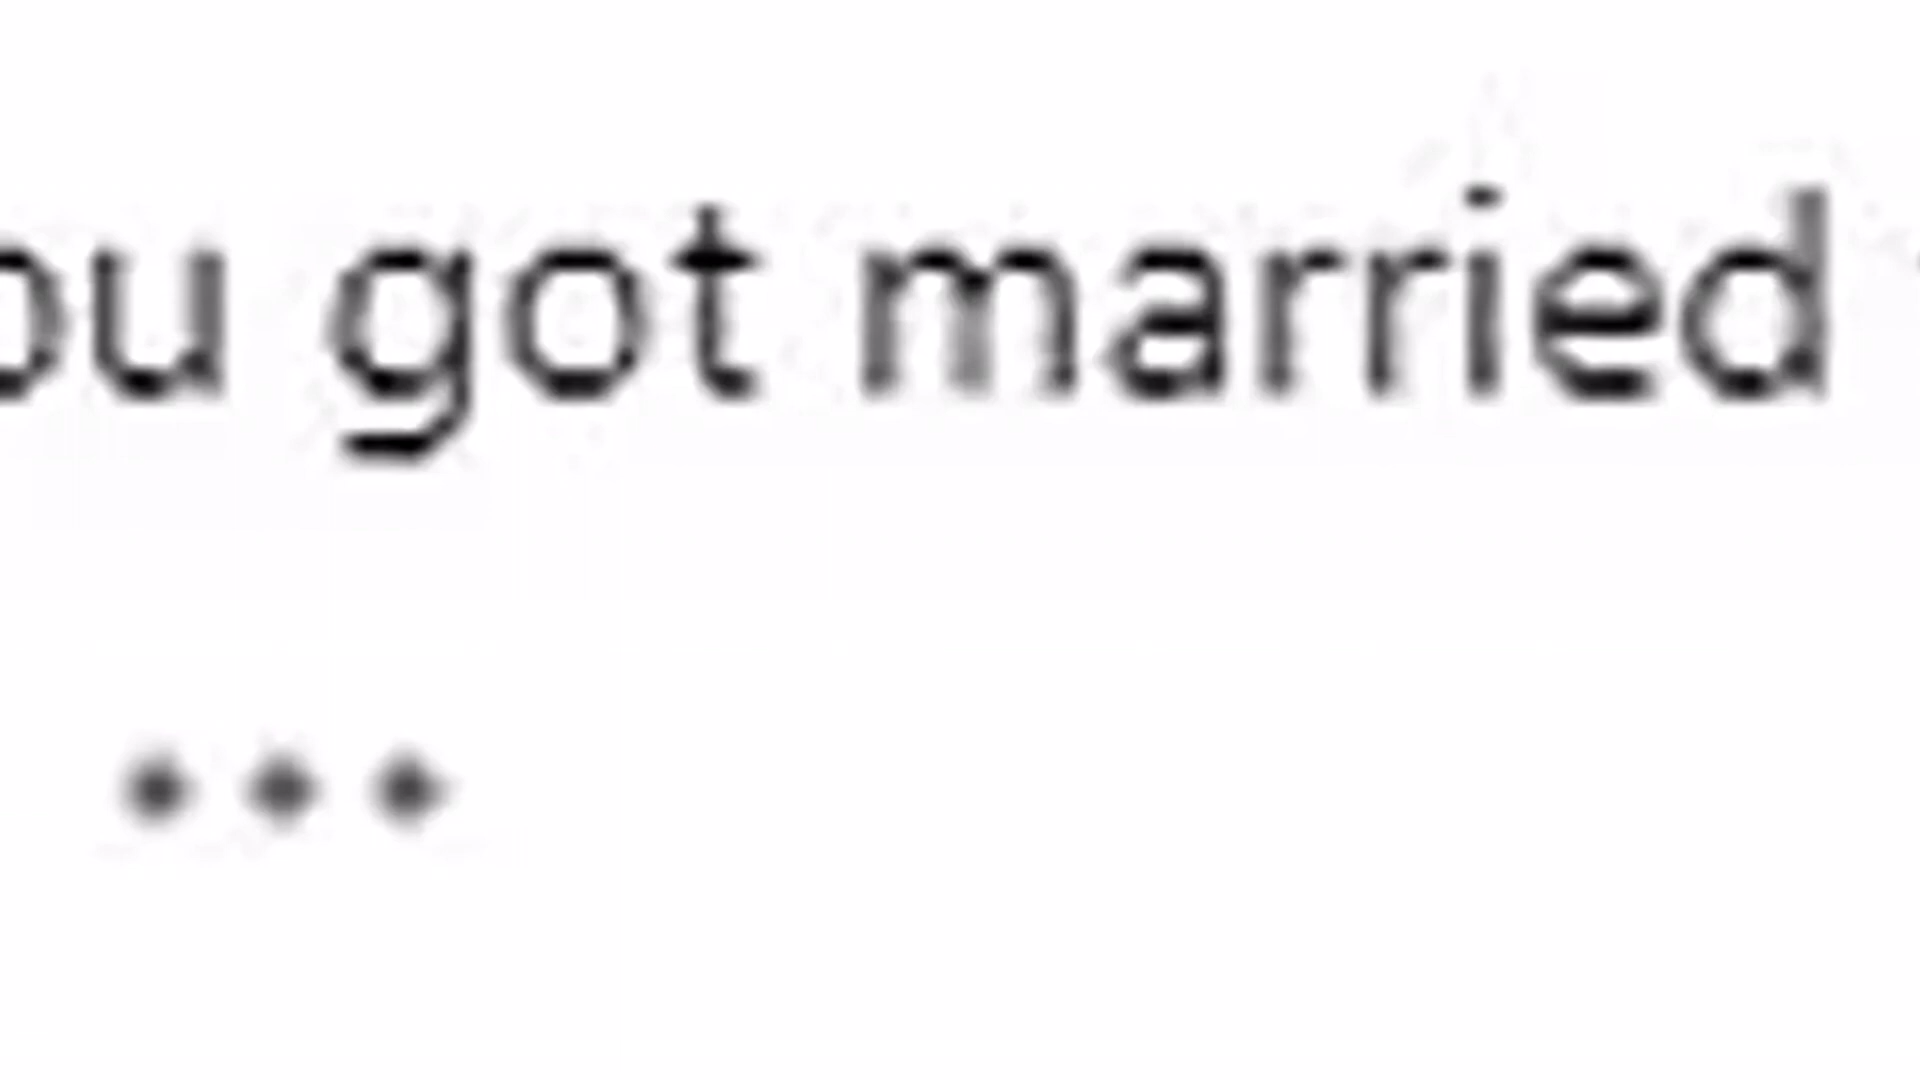 ou got married
•••